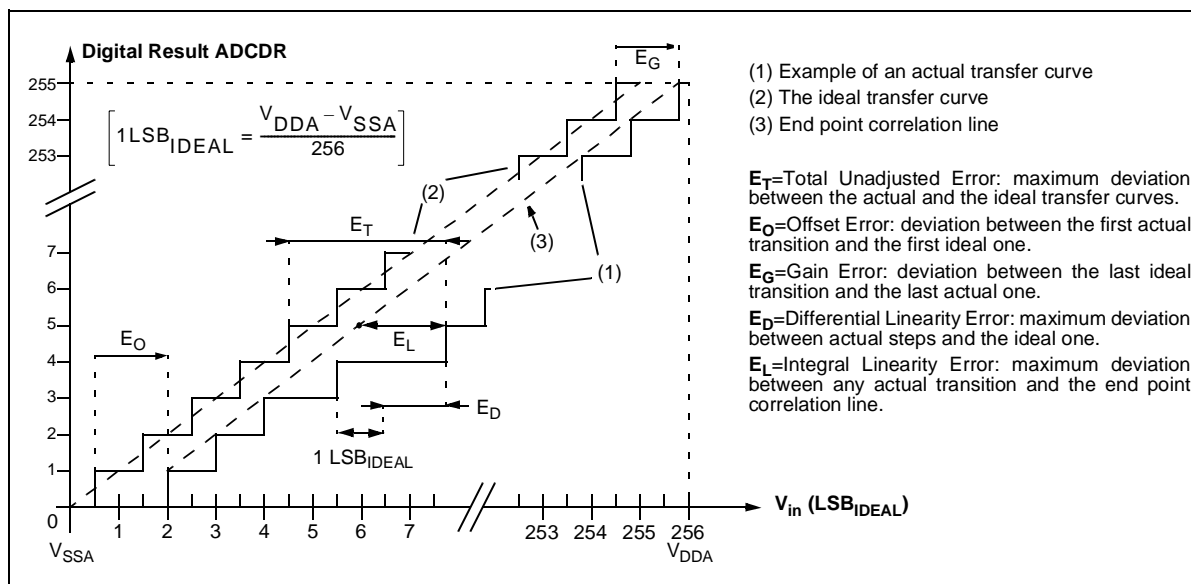 Digital Result ADCDR
E_G
255
254
253
1LSB_IDEAL = (V_DDA – V_SSA) / 256
(2)
E_T
(3)
(1)
7
6
5
4
3
2
1
0
E_O
E_L
E_D
1 LSB_IDEAL
1 2 3 4 5 6 7 253 254 255 256
V_in (LSB_IDEAL)
V_SSA
V_DDA
(1) Example of an actual transfer curve
(2) The ideal transfer curve
(3) End point correlation line
E_T=Total Unadjusted Error: maximum deviation
between the actual and the ideal transfer curves.
E_O=Offset Error: deviation between the first actual
transition and the first ideal one.
E_G=Gain Error: deviation between the last ideal
transition and the last actual one.
E_D=Differential Linearity Error: maximum deviation
between actual steps and the ideal one.
E_L=Integral Linearity Error: maximum deviation
between any actual transition and the end point
correlation line.